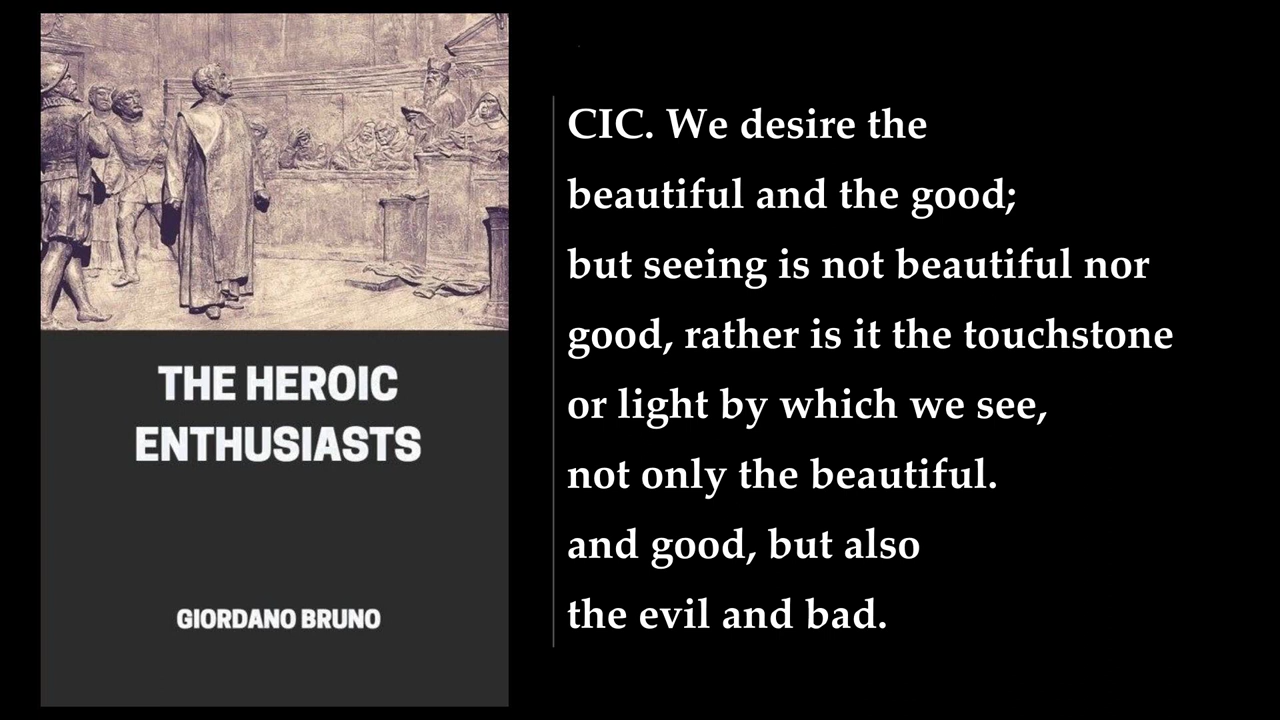 THE HEROIC
ENTHUSIASTS
GIORDANO BRUNO
CIC. We desire the
beautiful and the good;
but seeing is not beautiful nor
good, rather is it the touchstone
or light by which we see,
not only the beautiful.
and good, but also
the evil and bad.